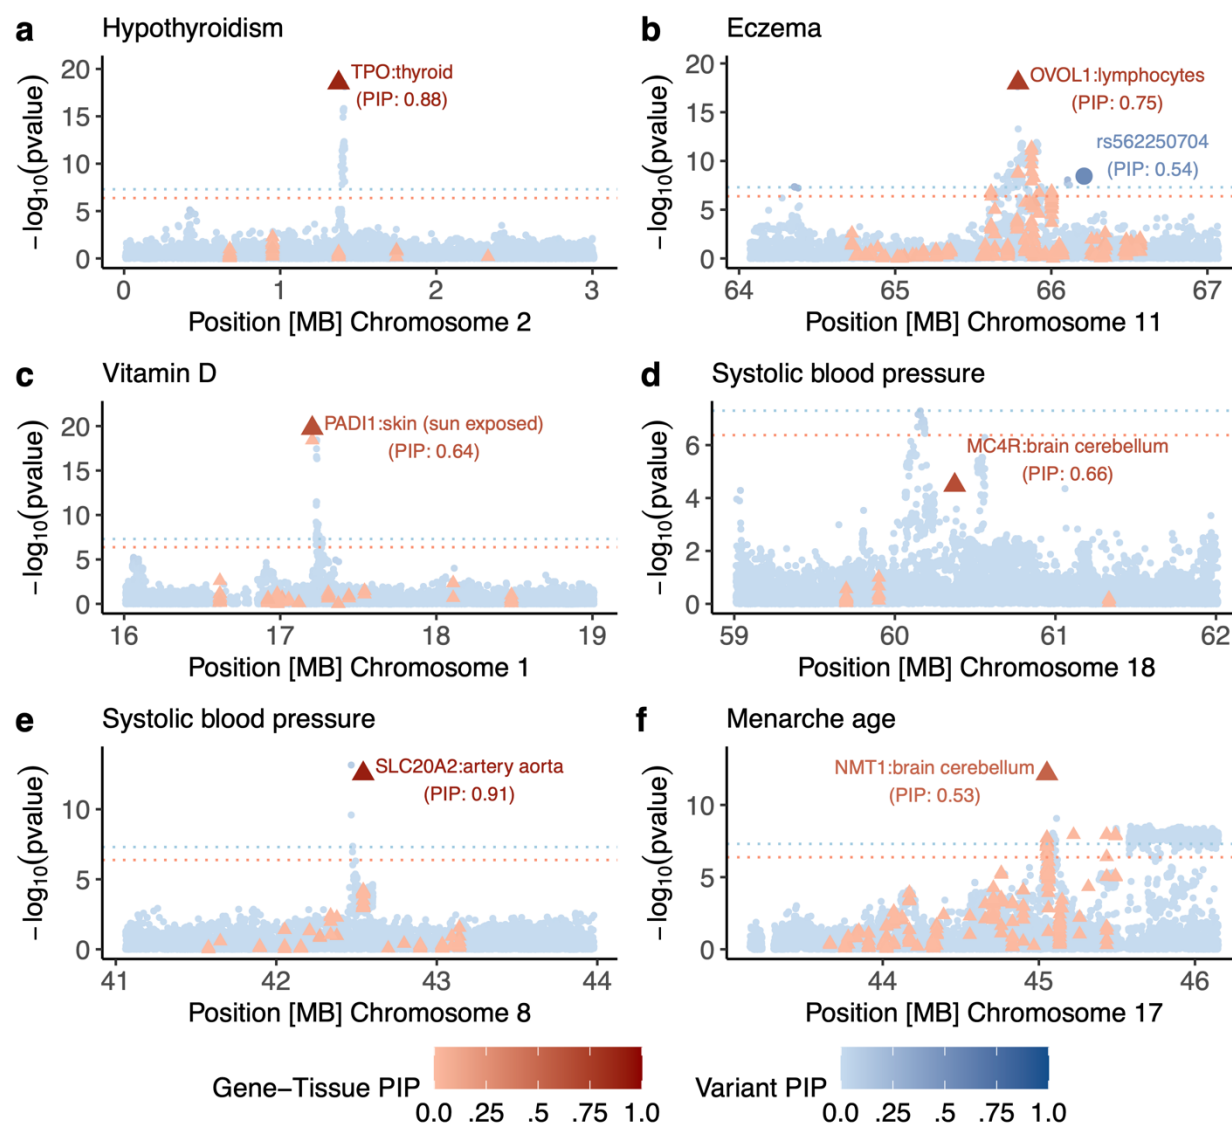 a Hypothyroidism
−log10(pvalue)
20
15
10
5
0
TPO:thyroid
(PIP: 0.88)
0 1 2 3
Position [MB] Chromosome 2
b Eczema
−log10(pvalue)
20
15
10
5
0
OVOL1:lymphocytes
(PIP: 0.75)
rs562250704
(PIP: 0.54)
64 65 66 67
Position [MB] Chromosome 11
c Vitamin D
−log10(pvalue)
20
15
10
5
0
PADI1:skin (sun exposed)
(PIP: 0.64)
16 17 18 19
Position [MB] Chromosome 1
d Systolic blood pressure
−log10(pvalue)
6
4
2
0
MC4R:brain cerebellum
(PIP: 0.66)
59 60 61 62
Position [MB] Chromosome 18
e Systolic blood pressure
−log10(pvalue)
10
5
0
SLC20A2:artery aorta
(PIP: 0.91)
41 42 43 44
Position [MB] Chromosome 8
f Menarche age
−log10(pvalue)
10
5
0
NMT1:brain cerebellum
(PIP: 0.53)
44 45 46
Position [MB] Chromosome 17
Gene−Tissue PIP
0.0 .25 .5 .75 1.0
Variant PIP
0.0 .25 .5 .75 1.0